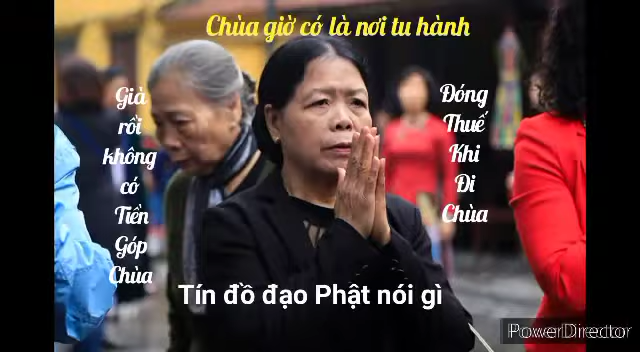 Chùa giờ có là nơi tu hành
Già
rồi
không
có
Tiền
Góp
Chùa
Đóng
Thuế
Khi
Đi
Chùa
Tín đồ đạo Phật nói gì
PowerDirector